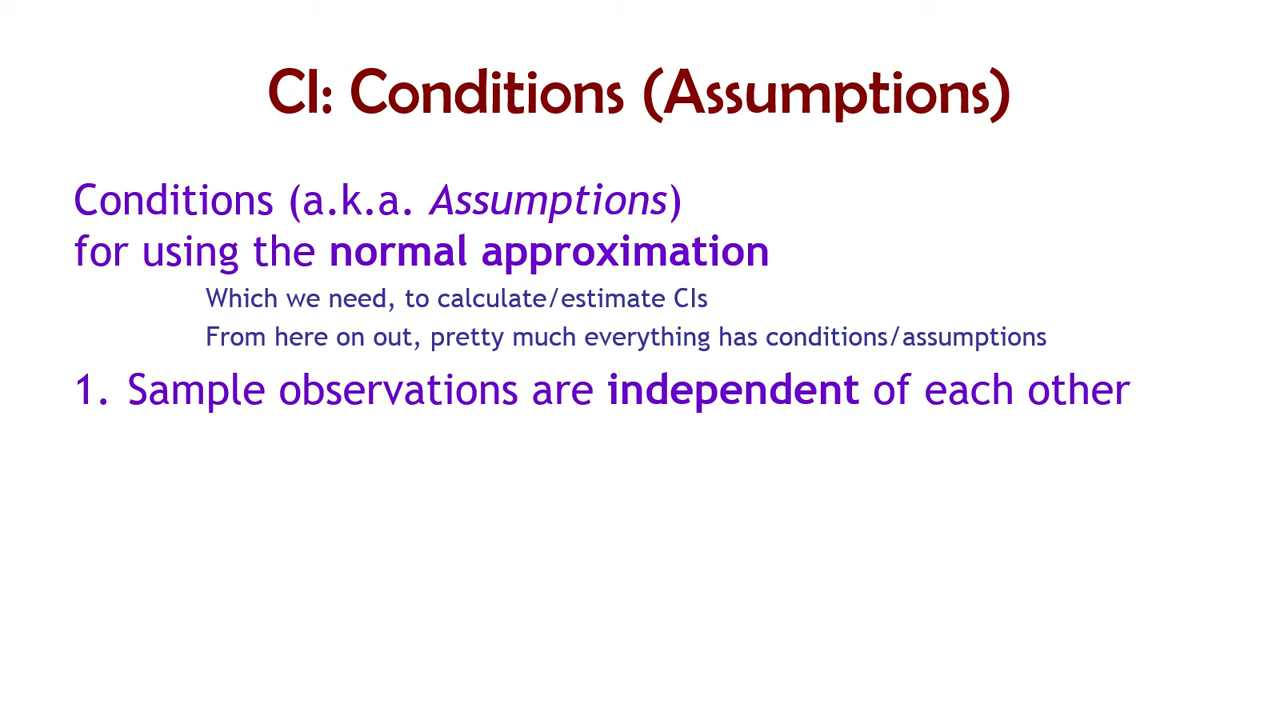 CI: Conditions (Assumptions)
Conditions (a.k.a. Assumptions)
for using the normal approximation
Which we need, to calculate/estimate CIs
From here on out, pretty much everything has conditions/assumptions
1. Sample observations are independent of each other